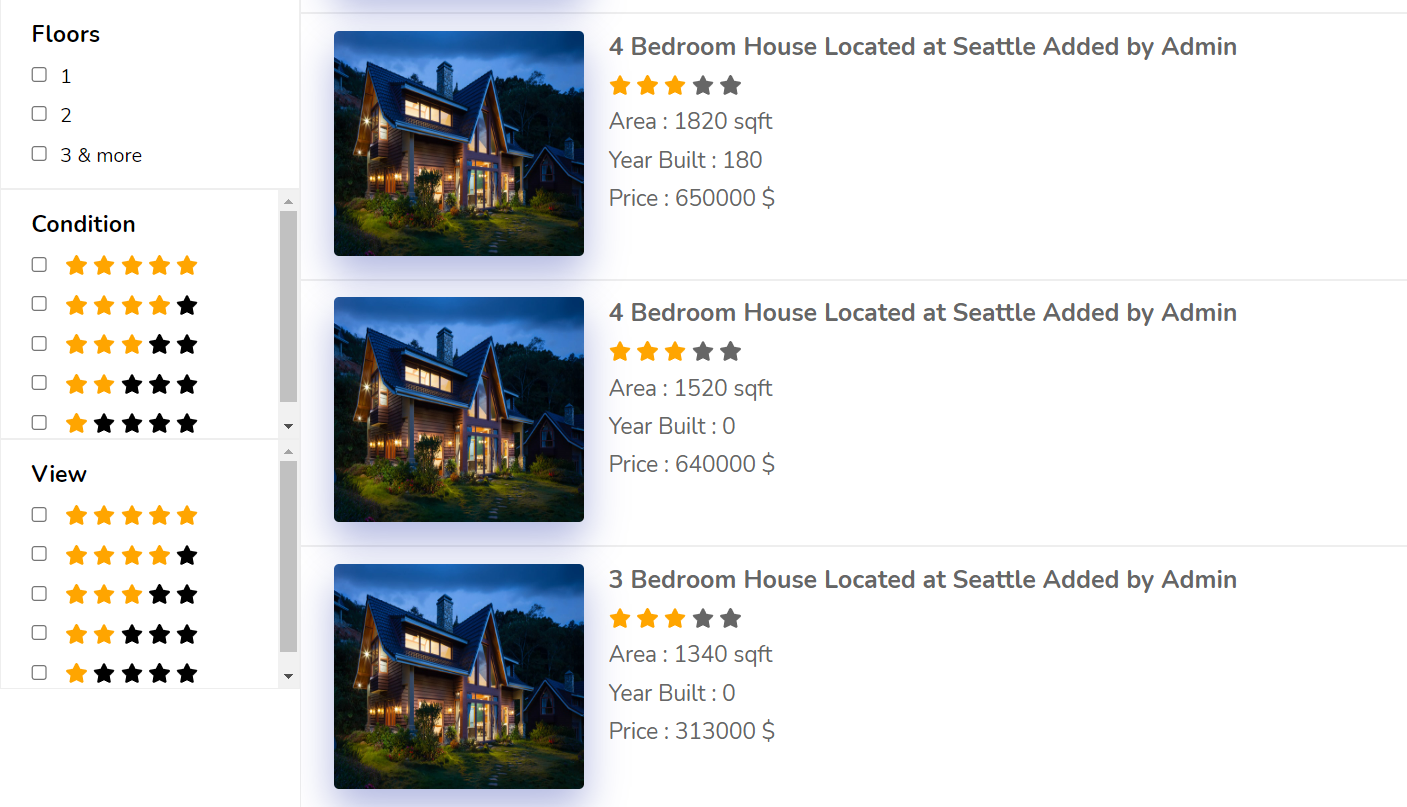 Floors
1
2
3 & more
Condition
View
4 Bedroom House Located at Seattle Added by Admin
Area : 1820 sqft
Year Built : 180
Price : 650000 $
4 Bedroom House Located at Seattle Added by Admin
Area : 1520 sqft
Year Built : 0
Price : 640000 $
3 Bedroom House Located at Seattle Added by Admin
Area : 1340 sqft
Year Built : 0
Price : 313000 $